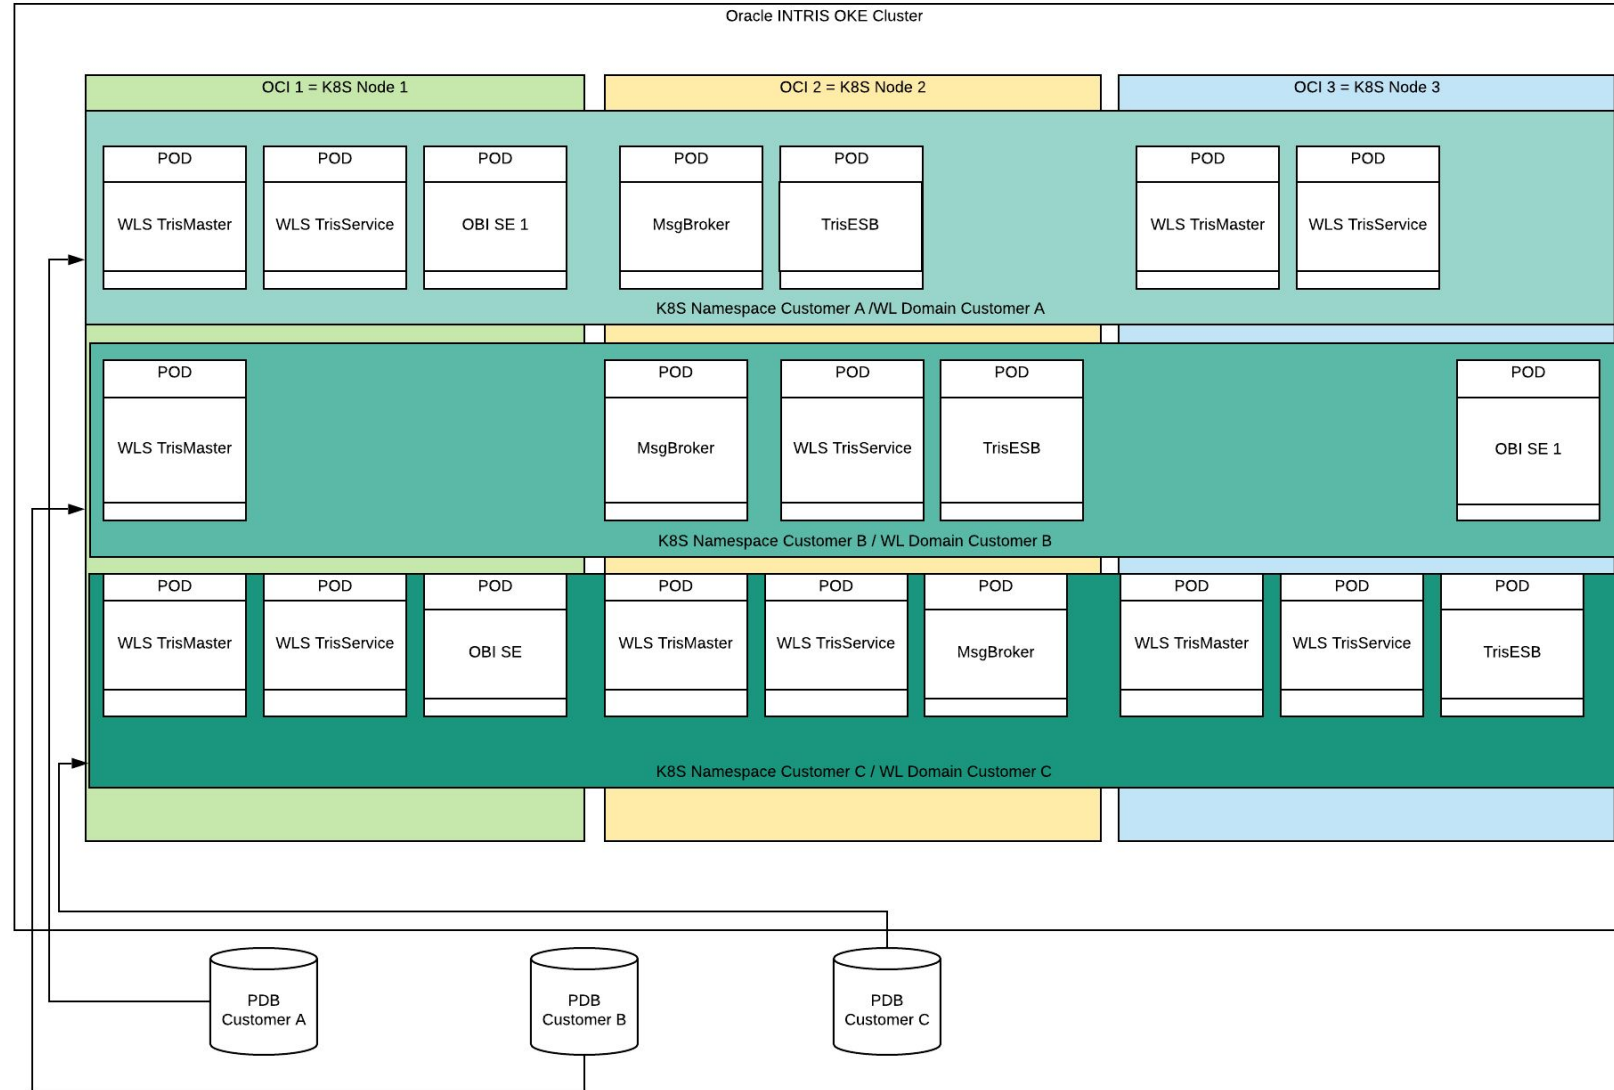 Oracle INTRIS OKE Cluster
OCI 1 = K8S Node 1
OCI 2 = K8S Node 2
OCI 3 = K8S Node 3
POD
POD
POD
POD
POD
POD
POD
WLS TrisMaster
WLS TrisService
OBI SE 1
MsgBroker
TrisESB
WLS TrisMaster
WLS TrisService
K8S Namespace Customer A /WL Domain Customer A
POD
POD
POD
POD
POD
WLS TrisMaster
MsgBroker
WLS TrisService
TrisESB
OBI SE 1
K8S Namespace Customer B / WL Domain Customer B
POD
POD
POD
POD
POD
POD
POD
POD
POD
WLS TrisMaster
WLS TrisService
OBI SE
WLS TrisMaster
WLS TrisService
MsgBroker
WLS TrisMaster
WLS TrisService
TrisESB
K8S Namespace Customer C / WL Domain Customer C
PDB
Customer A
PDB
Customer B
PDB
Customer C